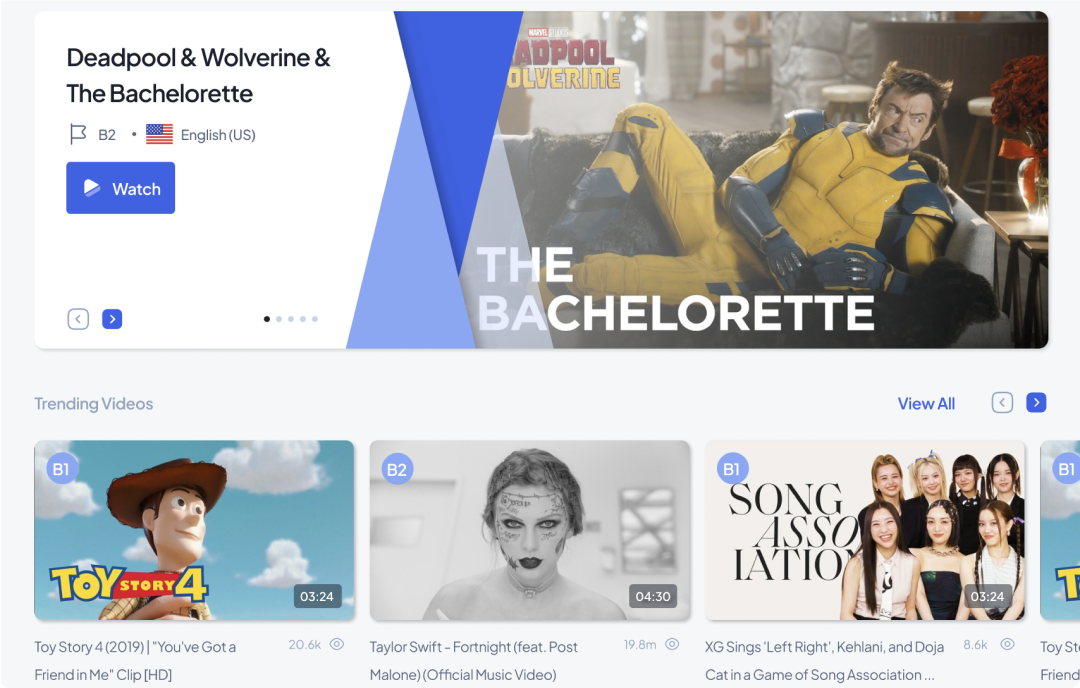 Deadpool & Wolverine &
The Bachelorette
B2 • English (US)
Watch
MARVEL STUDIOS
ADPOOL
OLVERINE
THE
BACHELORETTE
Trending Videos
View All
B1
TOY STORY 4
03:24
Toy Story 4 (2019) | "You've Got a
Friend in Me" Clip [HD]
20.6k
B2
04:30
Taylor Swift - Fortnight (feat. Post
Malone) (Official Music Video)
19.8m
B1
SONG
ASSO
IATION
03:24
XG Sings 'Left Right', Kehlani, and Doja
Cat in a Game of Song Association ...
8.6k
B1
T
Toy Sto
Friend